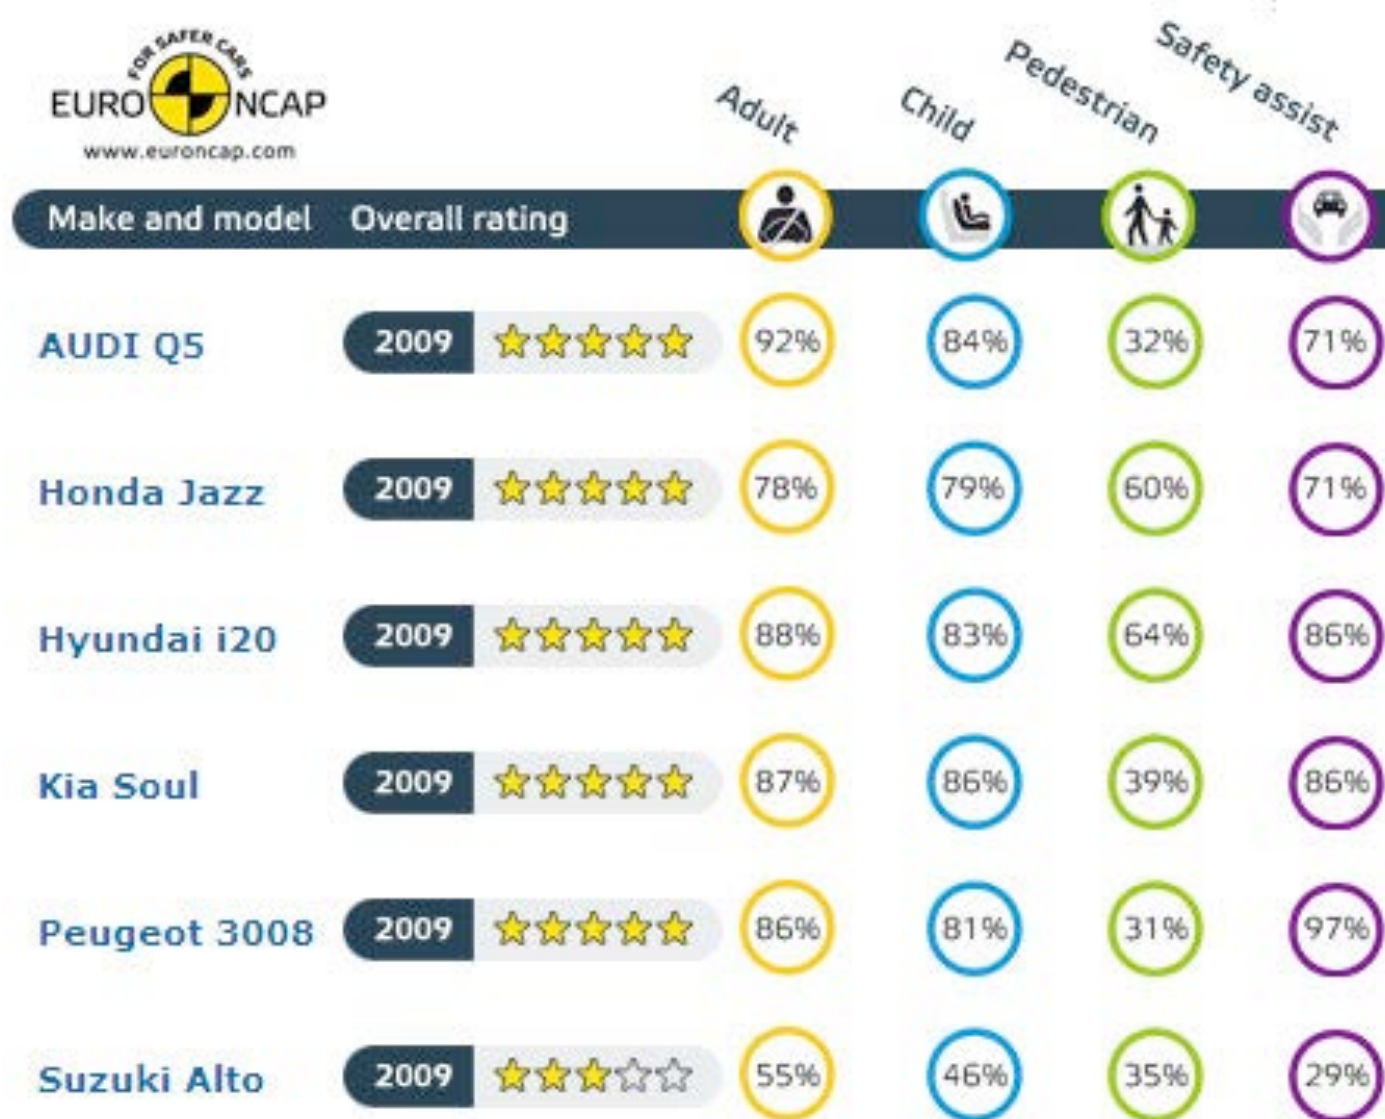 FOR SAFER CARS
EURO NCAP
www.euroncap.com
Adult
Child
Pedestrian
Safety assist
Make and model Overall rating
AUDI Q5 2009 92% 84% 32% 71%
Honda Jazz 2009 78% 79% 60% 71%
Hyundai i20 2009 88% 83% 64% 86%
Kia Soul 2009 87% 86% 39% 86%
Peugeot 3008 2009 86% 81% 31% 97%
Suzuki Alto 2009 55% 46% 35% 29%